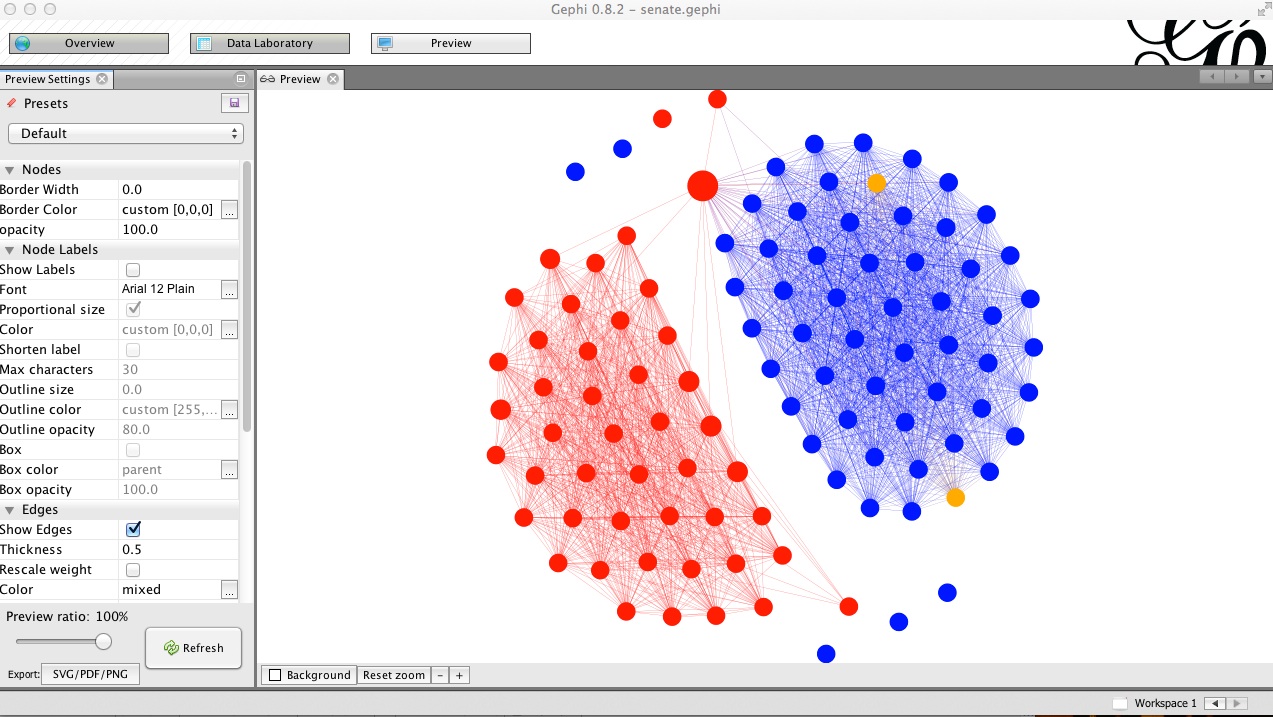 Gephi 0.8.2 – senate.gephi
Overview
Data Laboratory
Preview
Preview Settings
Preview
Presets
Default
Nodes
Border Width 0.0
Border Color custom [0,0,0] ...
opacity 100.0
Node Labels
Show Labels
Font Arial 12 Plain ...
Proportional size
Color custom [0,0,0] ...
Shorten label
Max characters 30
Outline size 0.0
Outline color custom [255,... ...
Outline opacity 80.0
Box
Box color parent ...
Box opacity 100.0
Edges
Show Edges
Thickness 0.5
Rescale weight
Color mixed ...
Preview ratio: 100%
Refresh
Export: SVG/PDF/PNG
Background Reset zoom - +
Workspace 1